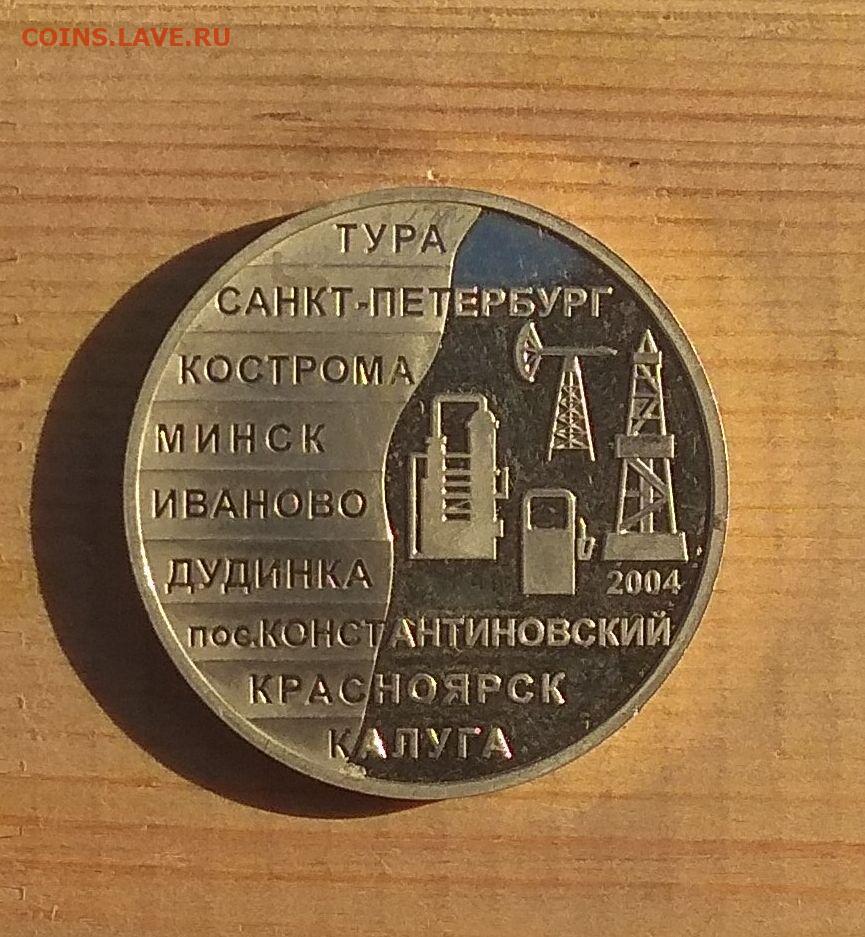 COINS.LAVE.RU
ТУРА
САНКТ-ПЕТЕРБУРГ
КОСТРОМА
МИНСК
ИВАНОВО
ДУДИНКА
2004
пос.КОНСТАНТИНОВСКИЙ
КРАСНОЯРСК
КАЛУГА